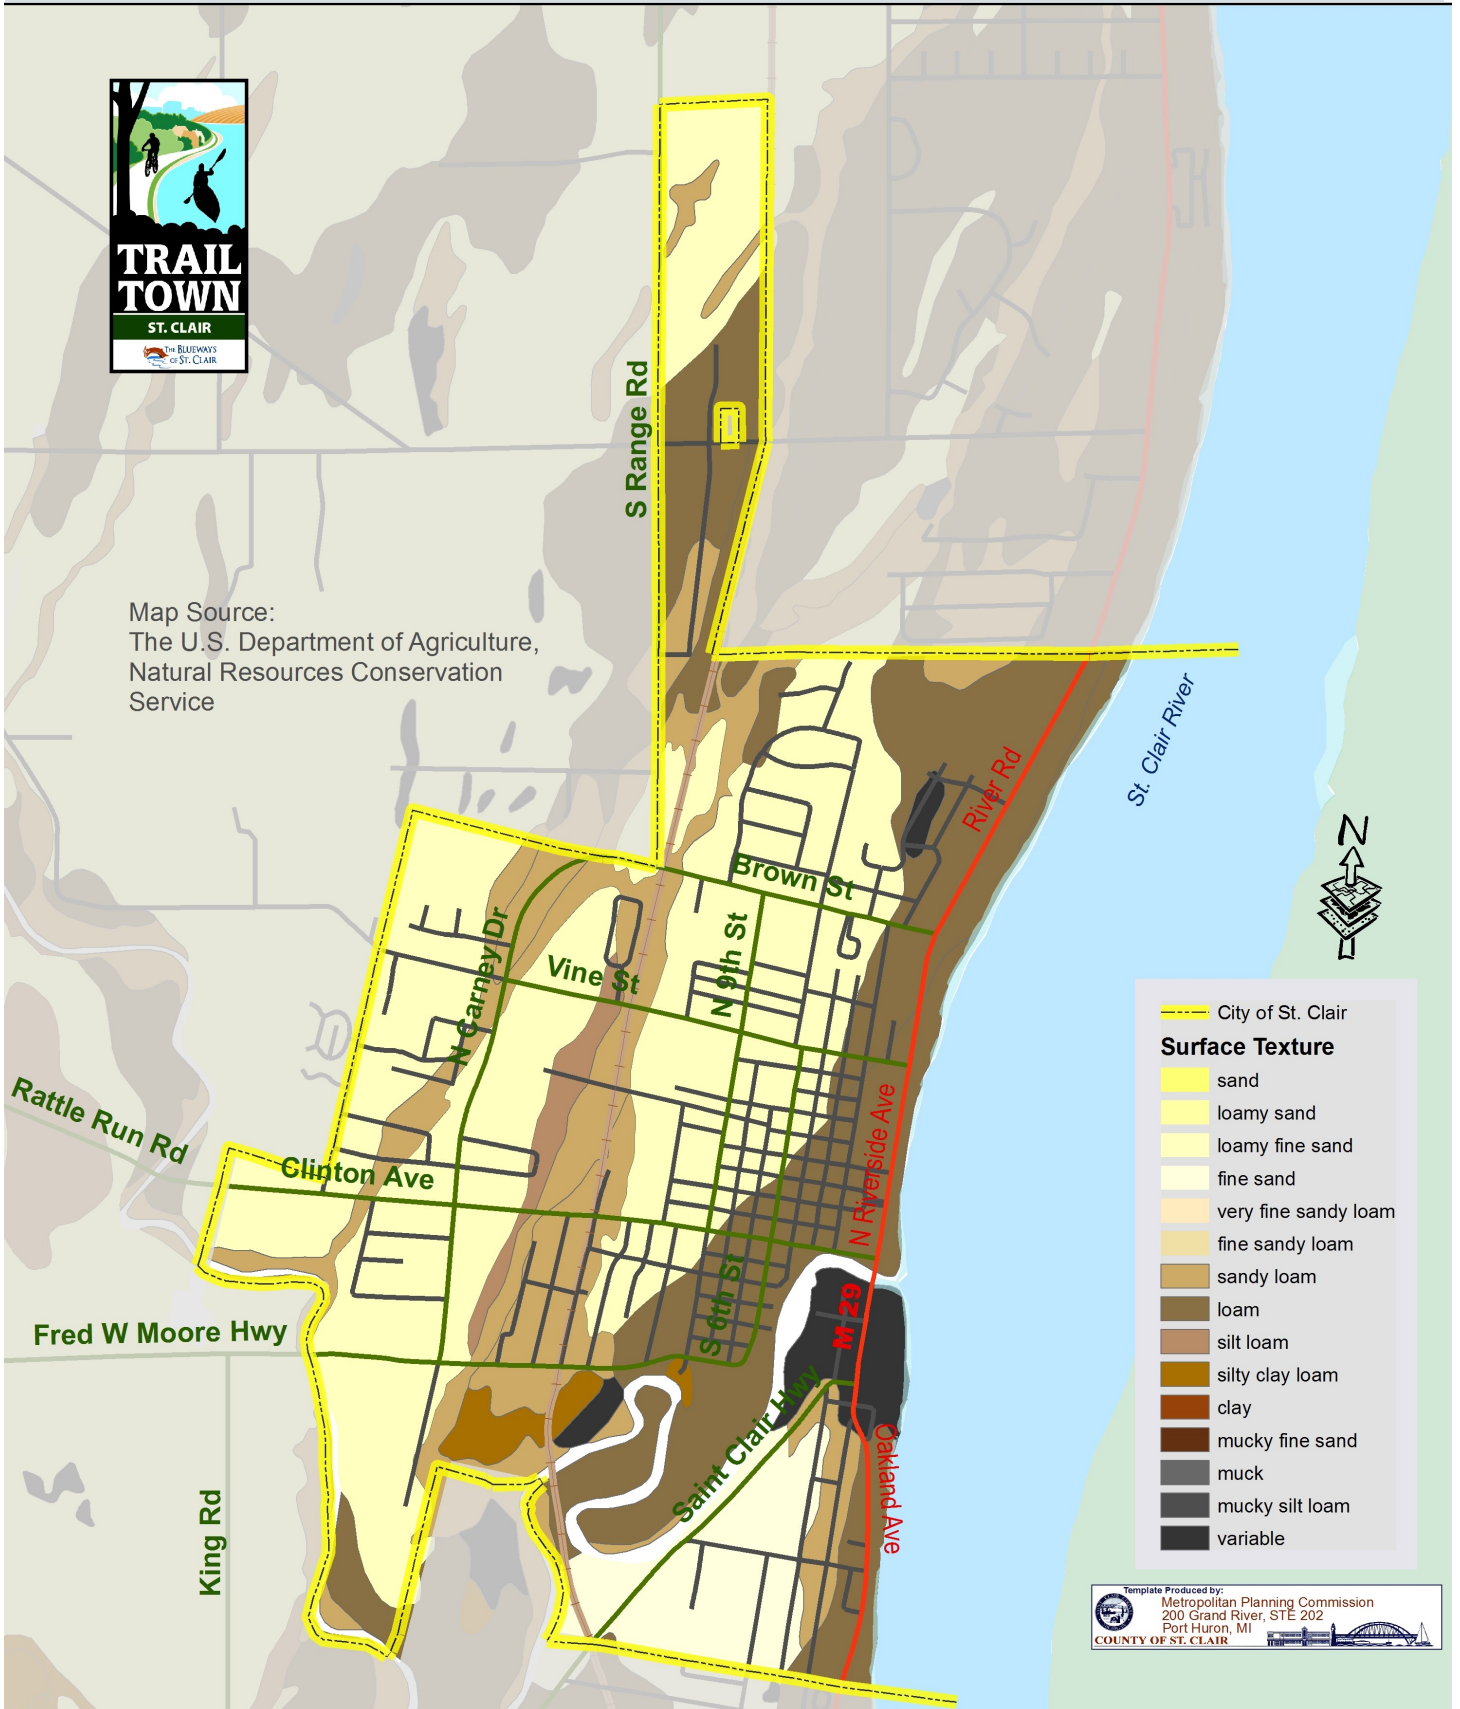 TRAIL
TOWN
ST. CLAIR
THE BLUEWAYS
OF ST. CLAIR
S Range Rd
Map Source:
The U.S. Department of Agriculture,
Natural Resources Conservation
Service
St. Clair River
River Rd
N
Brown St
N 9th St
Vine St
N Carney Dr
Rattle Run Rd
Clinton Ave
N Riverside Ave
Fred W Moore Hwy
S 6th St
M 29
Saint Clair Hwy
Oakland Ave
King Rd
City of St. Clair
Surface Texture
sand
loamy sand
loamy fine sand
fine sand
very fine sandy loam
fine sandy loam
sandy loam
loam
silt loam
silty clay loam
clay
mucky fine sand
muck
mucky silt loam
variable
Template Produced by:
Metropolitan Planning Commission
200 Grand River, STE 202
Port Huron, MI
COUNTY OF ST. CLAIR